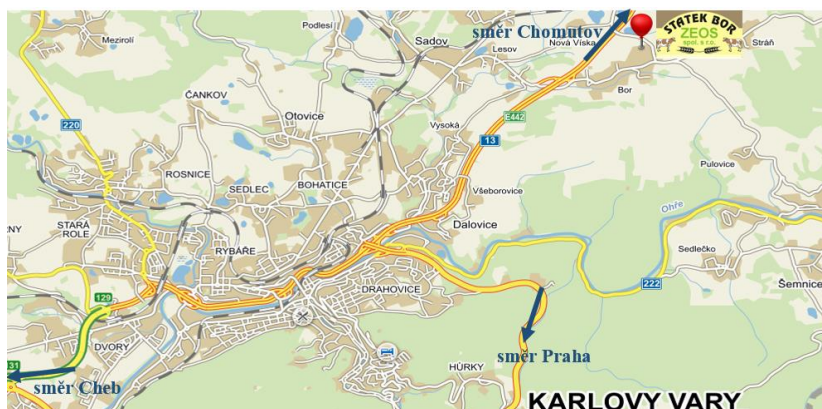 Mezirolí
Podlesí
Sadov
směr Chomutov
Lesov
Nová Víska
STATEK BOR
ZEOS
spol. s r.o.
Stráň
Bor
ČANKOV
Otovice
E442
220
Vysoká
13
ROSNICE
SEDLEC
BOHATICE
Pulovice
Všeborovice
Ohře
STARÁ
ROLE
RYBÁŘE
Dalovice
Sedlečko
222
Šemnice
129
DRAHOVICE
DVORY
směr Praha
HŮRKY
směr Cheb
KARLOVY VARY